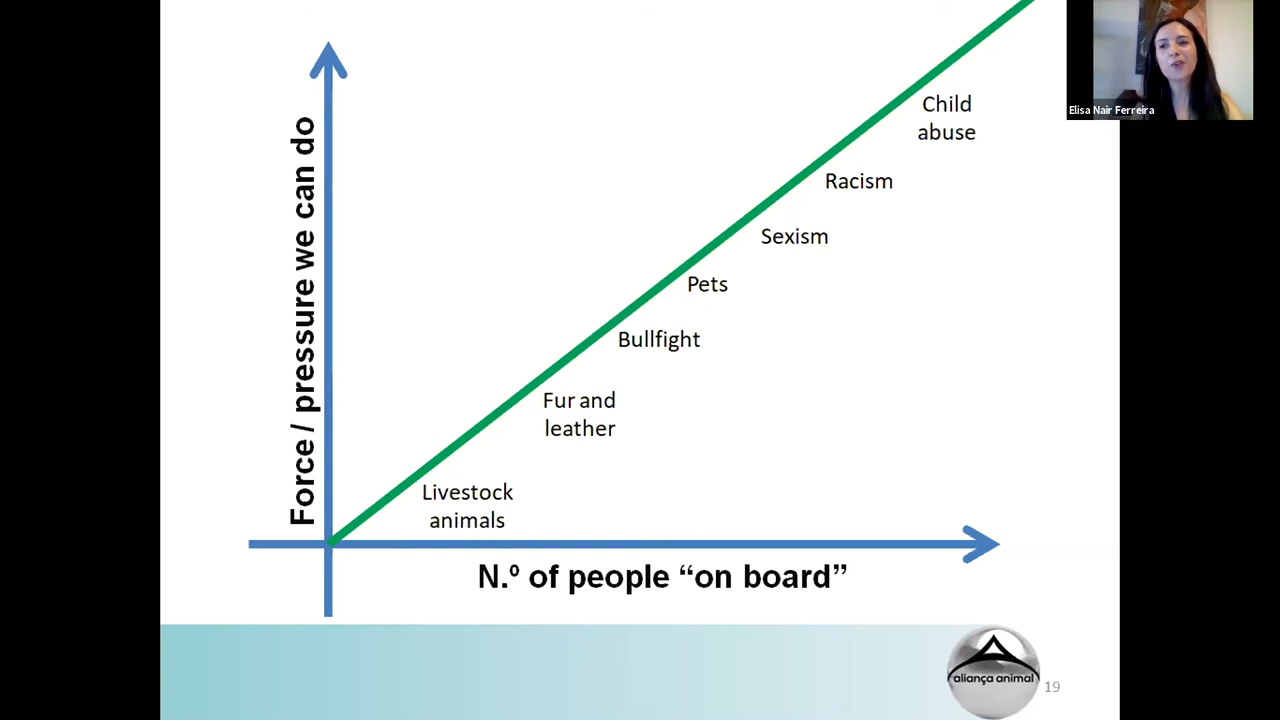 Force / pressure we can do
Child
abuse
Racism
Sexism
Pets
Bullfight
Fur and
leather
Livestock
animals
N.º of people “on board”
Elisa Nair Ferreira
aliança animal
19